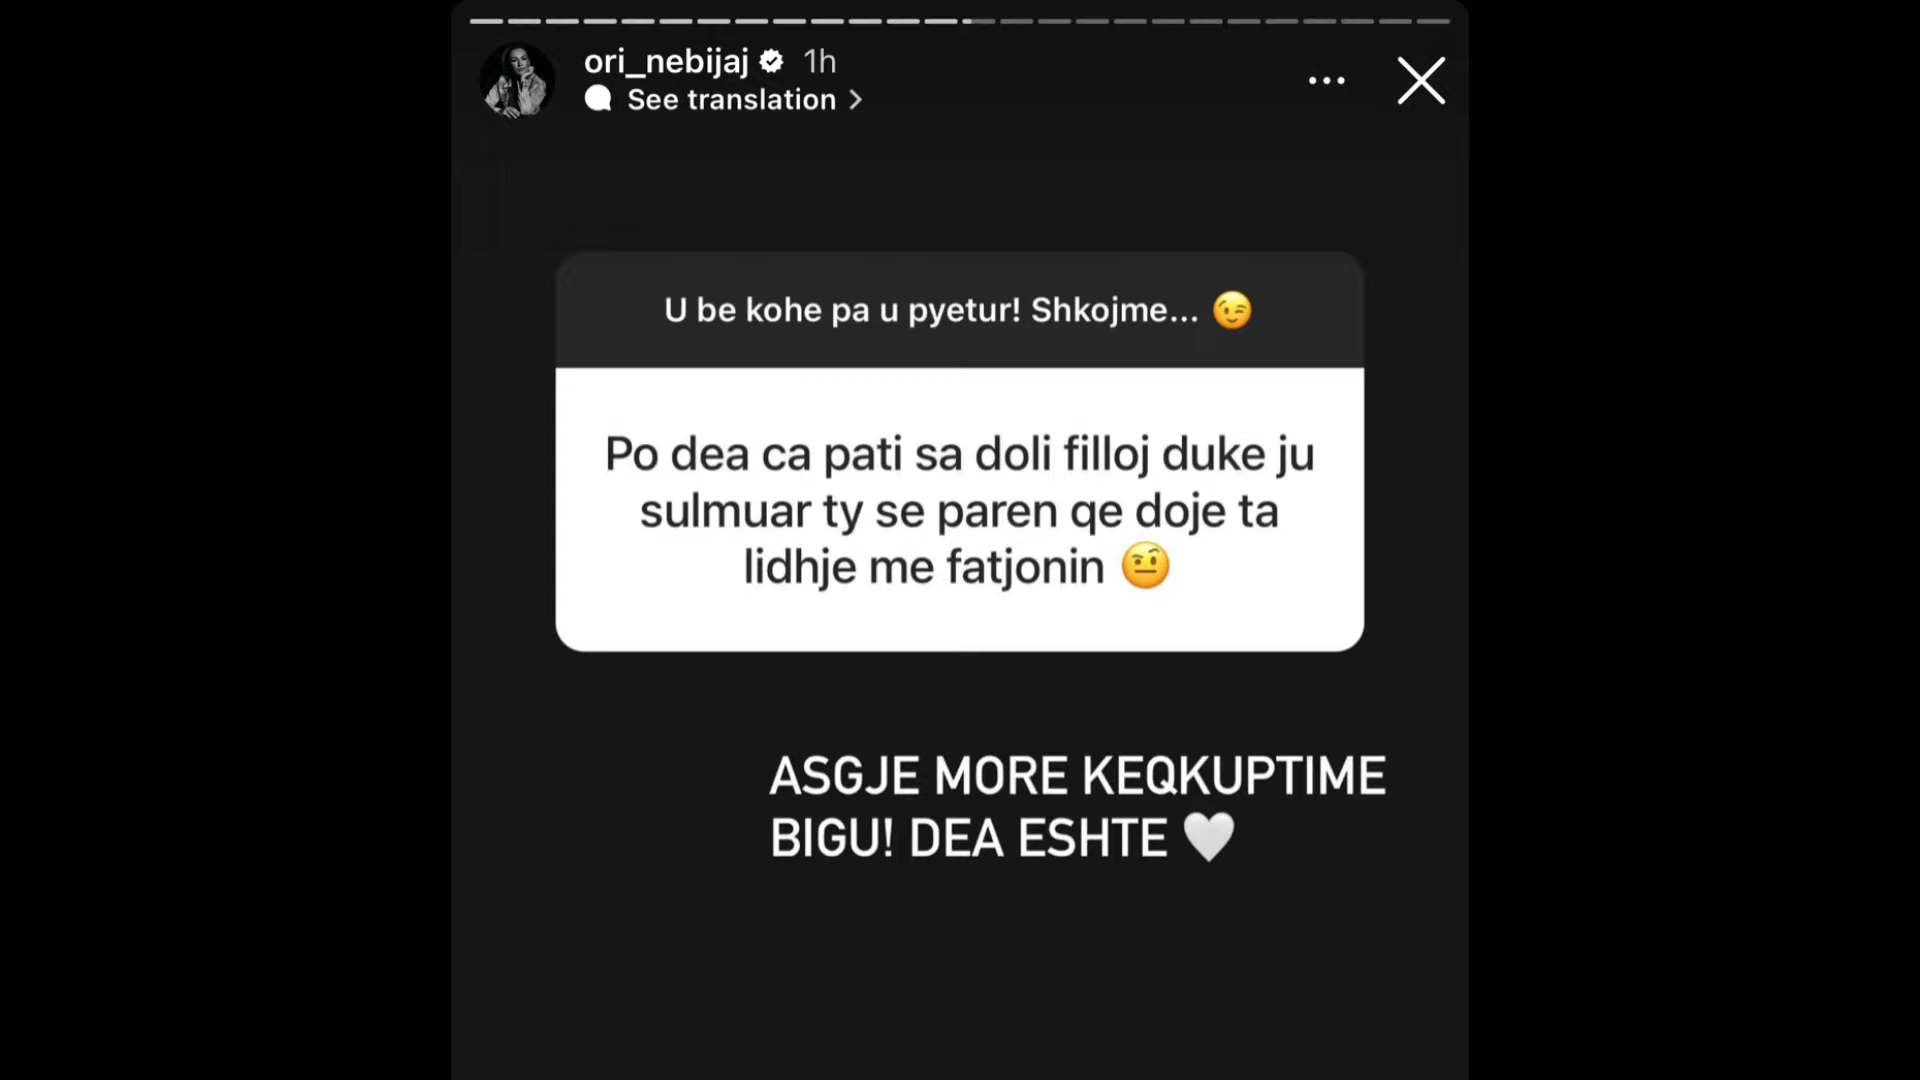 ori_nebijaj 1h
See translation
U be kohe pa u pyetur! Shkojme... 😉
Po dea ca pati sa doli filloj duke ju
sulmuar ty se paren qe doje ta
lidhje me fatjonin 🤨
ASGJE MORE KEQKUPTIME
BIGU! DEA ESHTE 🤍